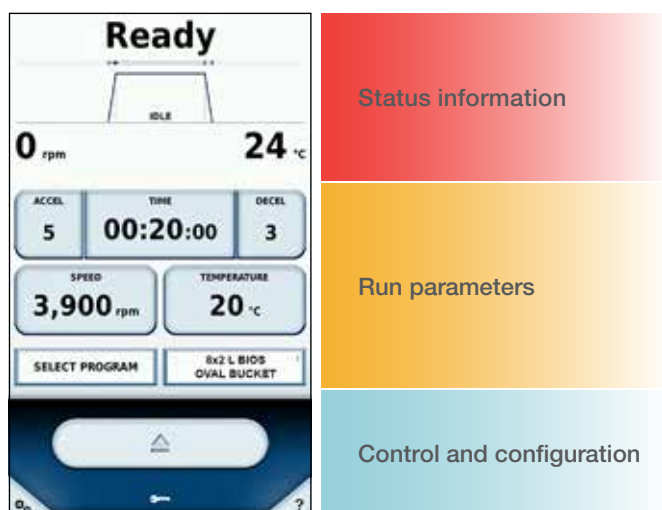 Ready
IDLE
0 rpm
24 °C
ACCEL
5
TIME
00:20:00
DECEL
3
SPEED
3,900 rpm
TEMPERATURE
20 °C
SELECT PROGRAM
8x2 L BIOS
OVAL BUCKET
?
Status information
Run parameters
Control and configuration